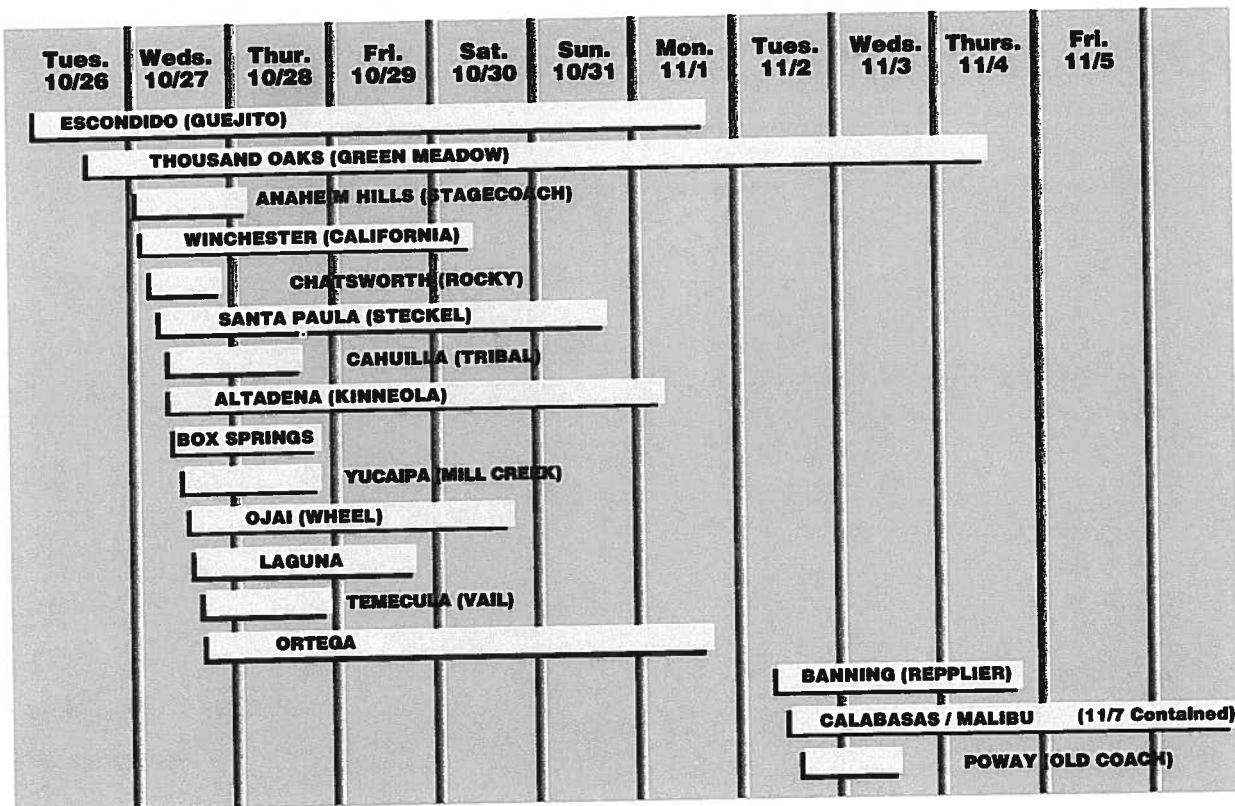 Tues. Weds. Thur. Fri. Sat. Sun. Mon. Tues. Weds. Thurs. Fri.
10/26 10/27 10/28 10/29 10/30 10/31 11/1 11/2 11/3 11/4 11/5
ESCONDIDO (GUEJITO)
THOUSAND OAKS (GREEN MEADOW)
ANAHEIM HILLS (STAGECOACH)
WINCHESTER (CALIFORNIA)
CHATSWORTH (ROCKY)
SANTA PAULA (STECKEL)
CAHUILLA (TRIBAL)
ALTADENA (KINNEOLA)
BOX SPRINGS
YUCAIPA (MILL CREEK)
OJAI (WHEEL)
LAGUNA
TEMECULA (VAIL)
ORTEGA
BANNING (REPPLIER)
CALABASAS / MALIBU (11/7 Contained)
POWAY (OLD COACH)